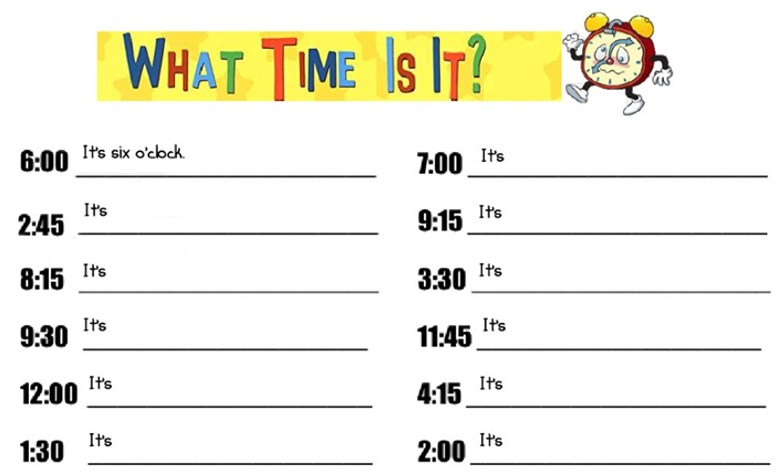 WHAT TIME IS IT?
6:00 It's six o'clock.
2:45 It's
8:15 It's
9:30 It's
12:00 It's
1:30 It's
7:00 It's
9:15 It's
3:30 It's
11:45 It's
4:15 It's
2:00 It's